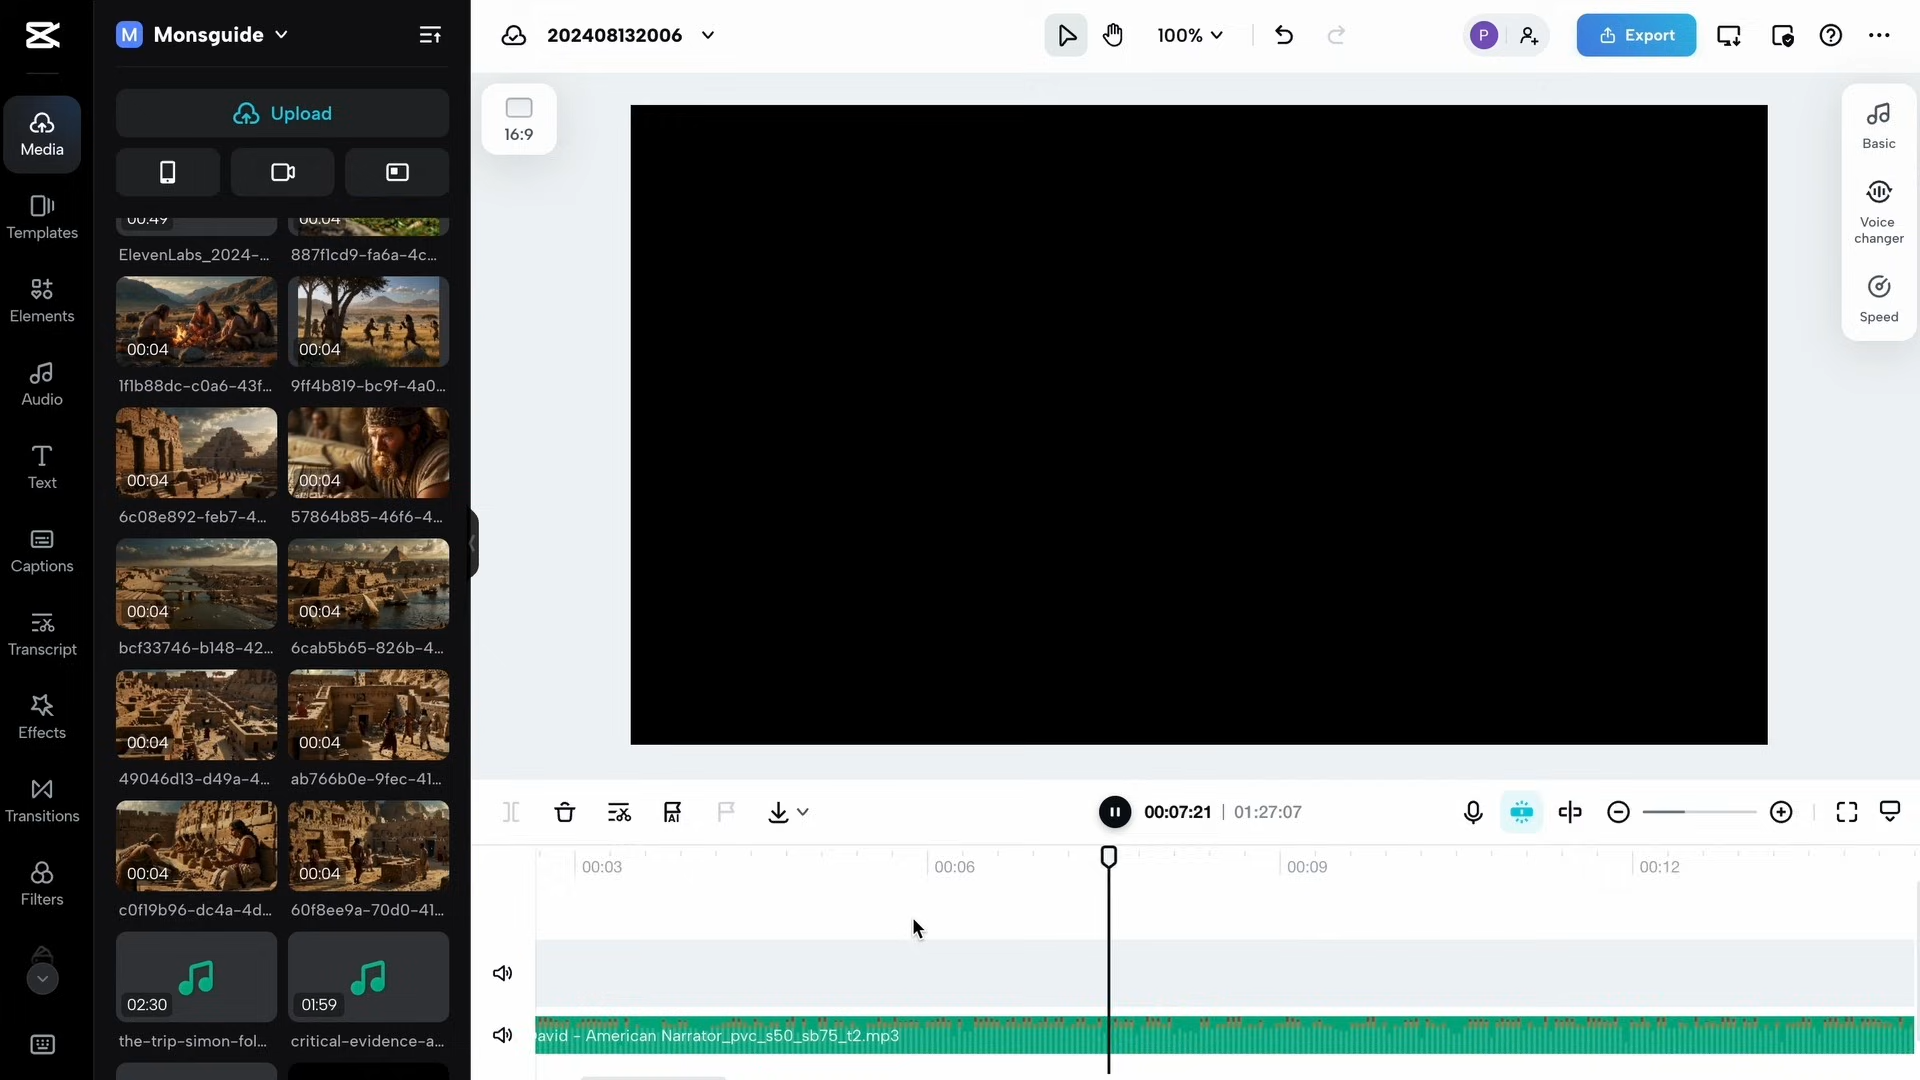 M Monsguide
202408132006
100%
P
Export
Upload
16:9
Media
Templates
Elements
Audio
Text
Captions
Transcript
Effects
Transitions
Filters
00:49
00:04
ElevenLabs_2024-...
887f1cd9-fa6a-4c...
00:04
00:04
1f1b88dc-c0a6-43f...
9ff4b819-bc9f-4a0...
00:04
00:04
6c08e892-feb7-4...
57864b85-46f6-4...
00:04
00:04
bcf33746-b148-42...
6cab5b65-826b-4...
00:04
00:04
49046d13-d49a-4...
ab766b0e-9fec-41...
00:04
00:04
c0f19b96-dc4a-4d...
60f8ee9a-70d0-41...
02:30
01:59
the-trip-simon-fol...
critical-evidence-a...
Basic
Voice
changer
Speed
AI
00:07:21 | 01:27:07
00:03
00:06
00:09
00:12
avid - American Narrator_pvc_s50_sb75_t2.mp3